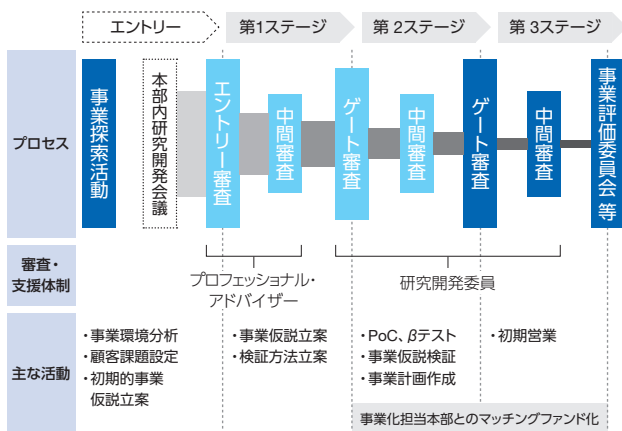 エントリー
第1ステージ
第2ステージ
第3ステージ
プロセス
事業探索活動
本部内研究開発会議
エントリー審査
中間審査
ゲート審査
中間審査
ゲート審査
中間審査
事業評価委員会 等
審査・
支援体制
プロフェッショナル・
アドバイザー
研究開発委員
主な活動
・事業環境分析
・顧客課題設定
・初期的事業
仮説立案
・事業仮説立案
・検証方法立案
・PoC、βテスト
・事業仮説検証
・事業計画作成
・初期営業
事業化担当本部とのマッチングファンド化